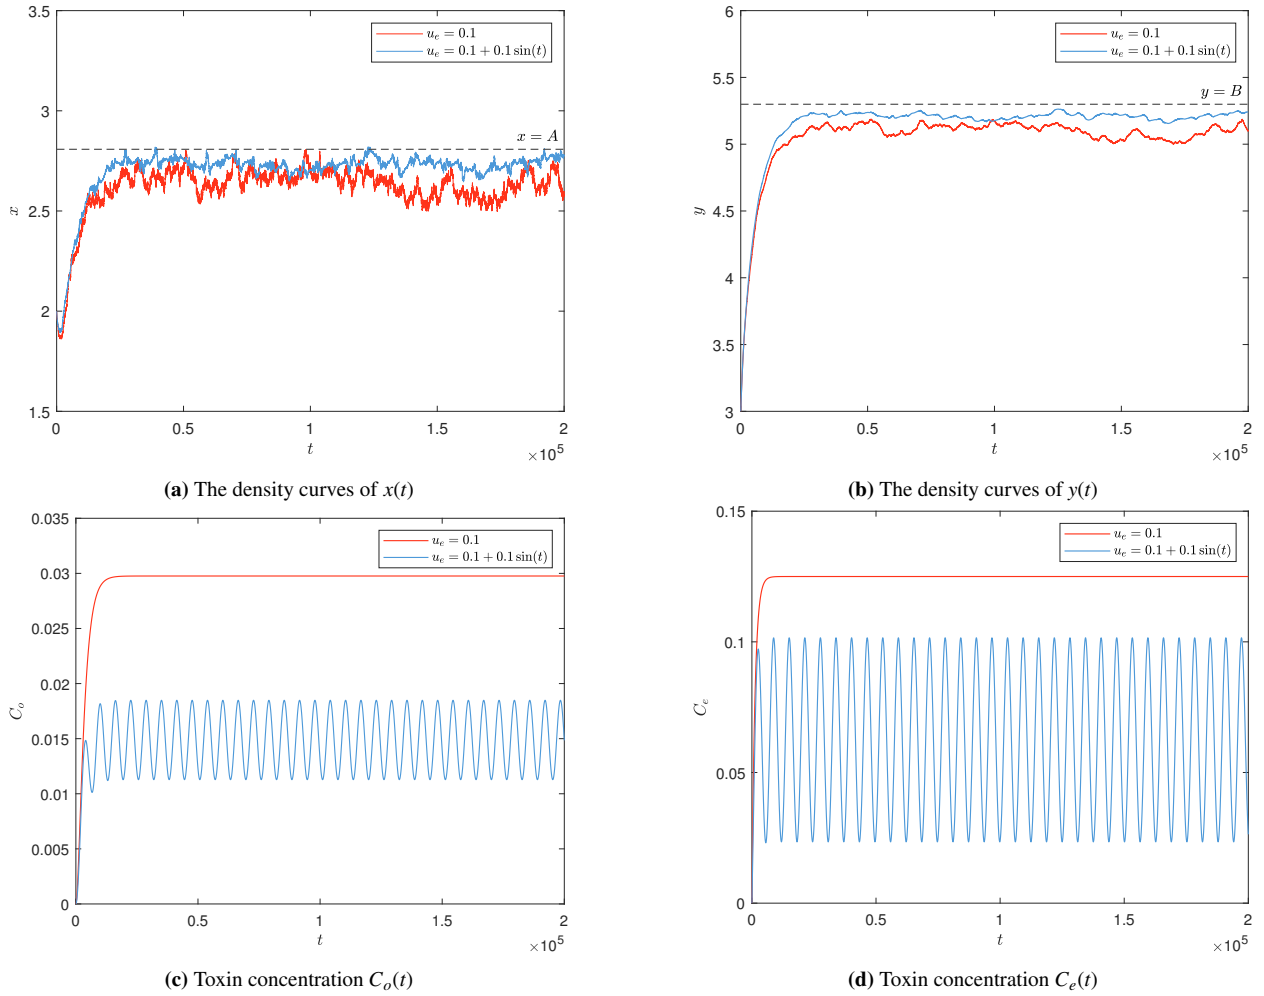 3.5
3
2.5
2
1.5
x
u_e = 0.1
u_e = 0.1 + 0.1 sin(t)
x = A
0 0.5 1 1.5 2
t
×10^5
(a) The density curves of x(t)
6
5.5
5
4.5
4
3.5
3
y
u_e = 0.1
u_e = 0.1 + 0.1 sin(t)
y = B
0 0.5 1 1.5 2
t
×10^5
(b) The density curves of y(t)
0.035
0.03
0.025
0.02
0.015
0.01
0.005
0
C_o
u_e = 0.1
u_e = 0.1 + 0.1 sin(t)
0 0.5 1 1.5 2
t
×10^5
(c) Toxin concentration C_o(t)
0.15
0.1
0.05
0
C_e
u_e = 0.1
u_e = 0.1 + 0.1 sin(t)
0 0.5 1 1.5 2
t
×10^5
(d) Toxin concentration C_e(t)